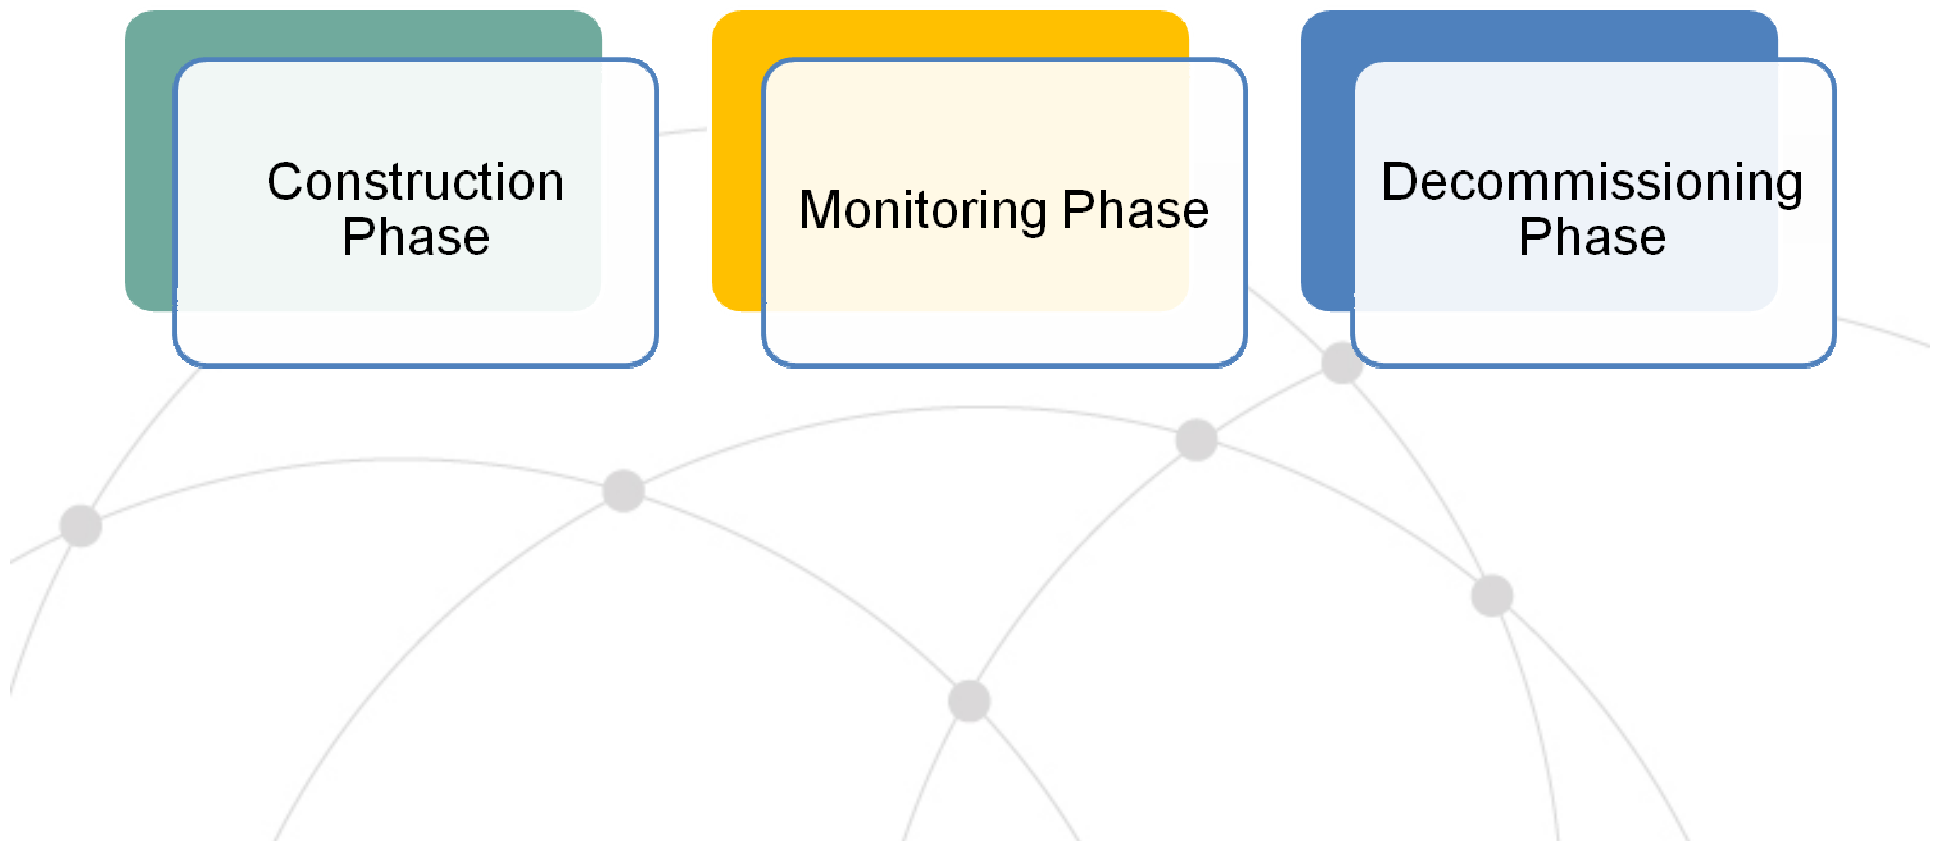 Construction
Phase
Monitoring Phase
Decommissioning
Phase